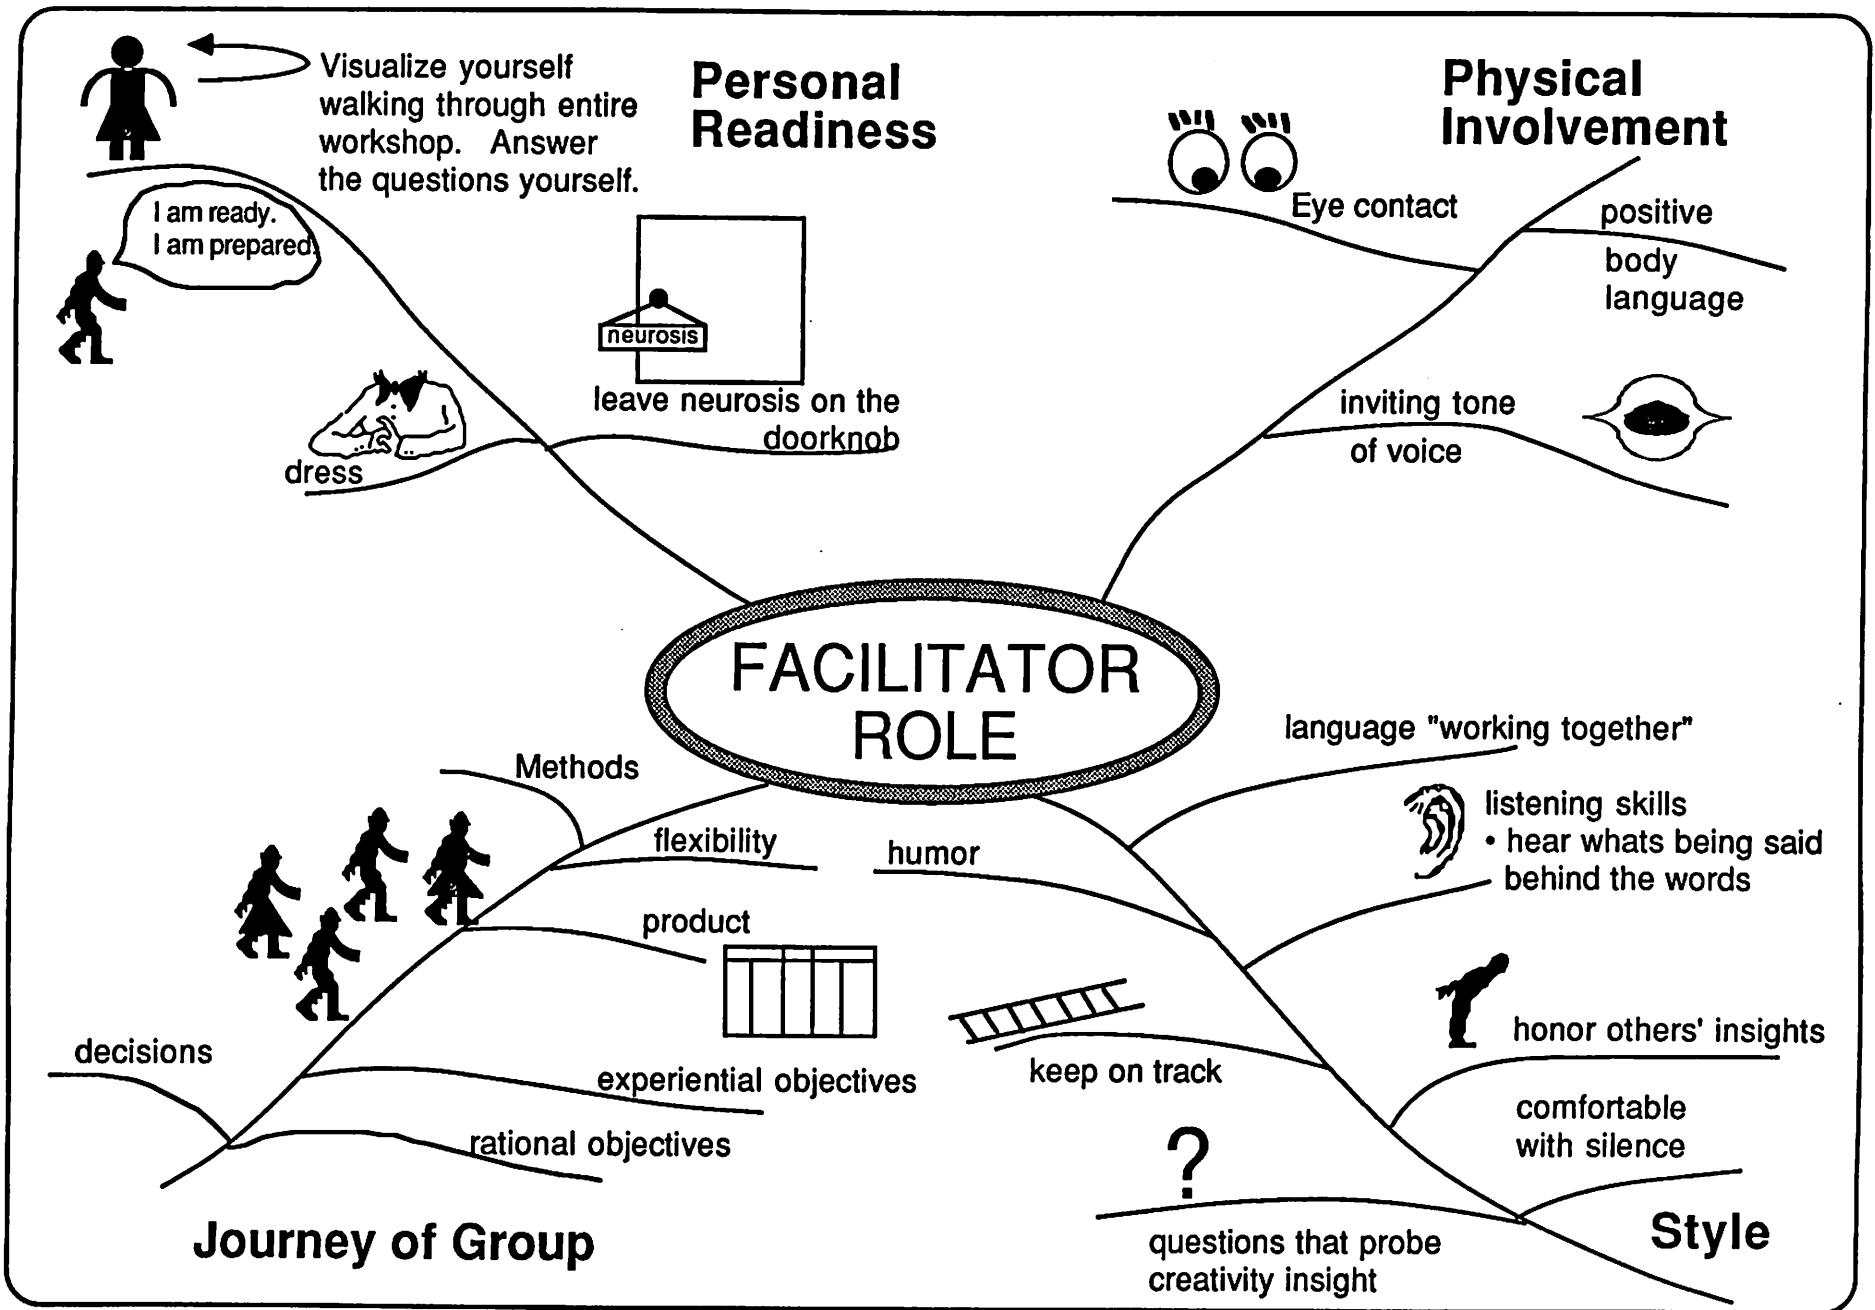 Visualize yourself
walking through entire
workshop. Answer
the questions yourself.
Personal
Readiness
I am ready.
I am prepared.
neurosis
leave neurosis on the
doorknob
dress
Physical
Involvement
Eye contact
positive
body
language
inviting tone
of voice
FACILITATOR
ROLE
Methods
flexibility
product
decisions
experiential objectives
rational objectives
Journey of Group
language "working together"
listening skills
• hear whats being said
behind the words
humor
honor others' insights
keep on track
comfortable
with silence
?
questions that probe
creativity insight
Style